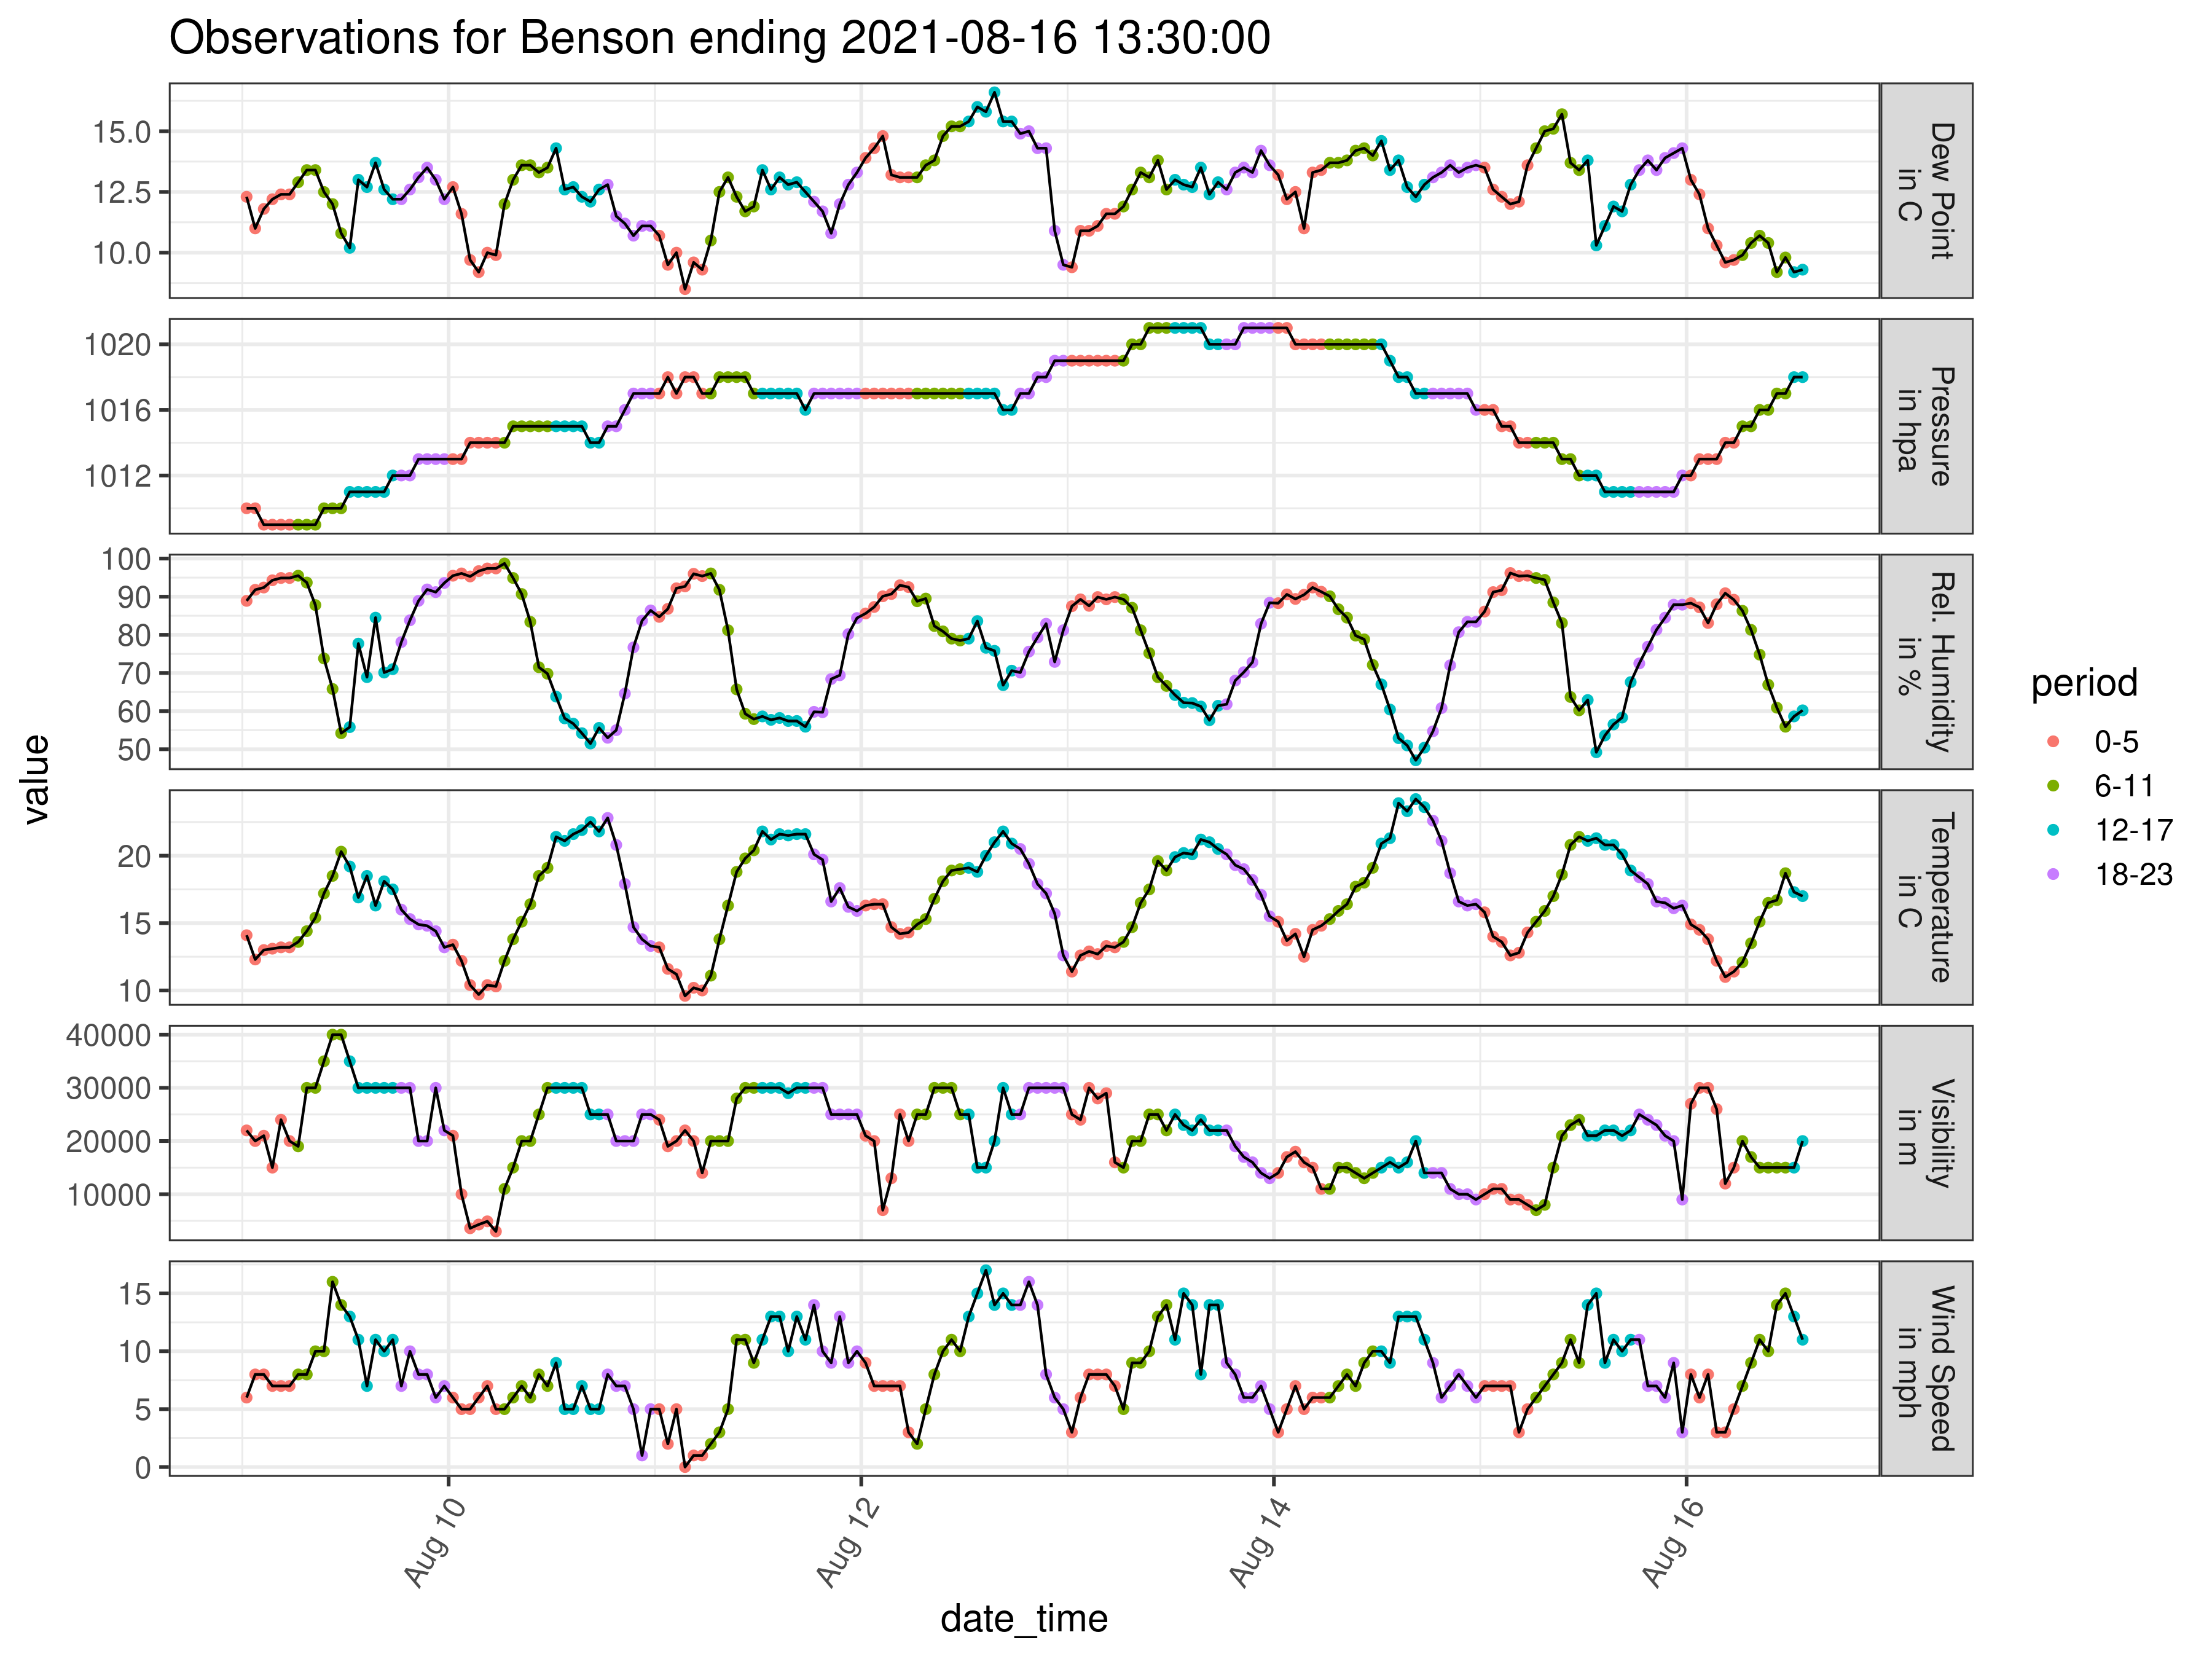 Observations for Benson ending 2021-08-16 13:30:00
value
15.0
12.5
10.0
Dew Point
in C
1020
1016
1012
Pressure
in hpa
100
90
80
70
60
50
Rel. Humidity
in %
20
15
10
Temperature
in C
40000
30000
20000
10000
Visibility
in m
15
10
5
0
Wind Speed
in mph
Aug 10
Aug 12
Aug 14
Aug 16
date_time
period
0-5
6-11
12-17
18-23